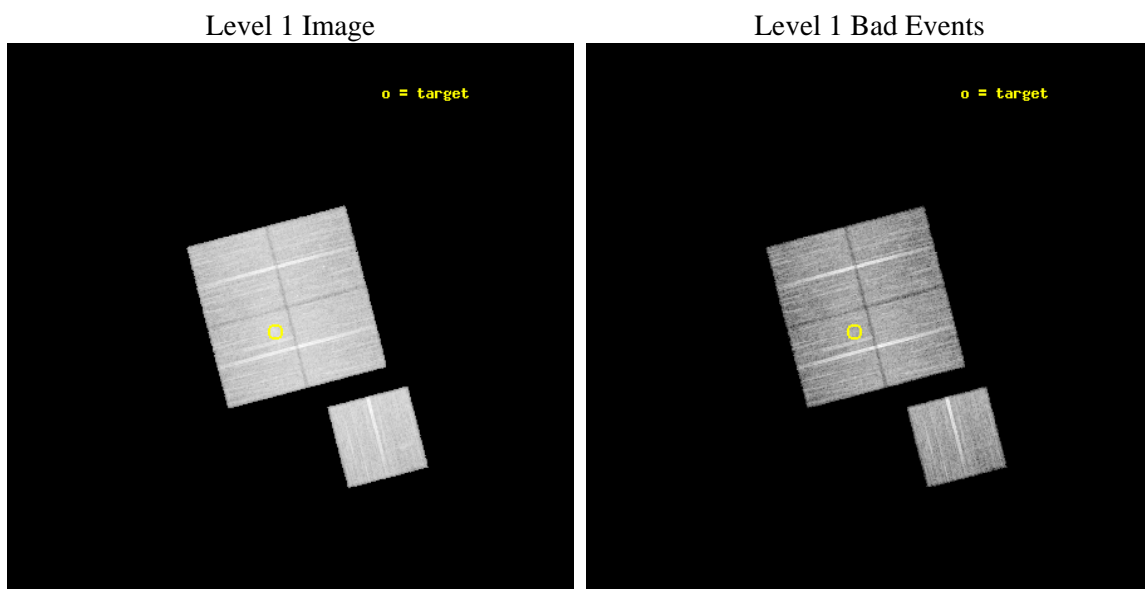 Level 1 Image
Level 1 Bad Events
o = target
o = target